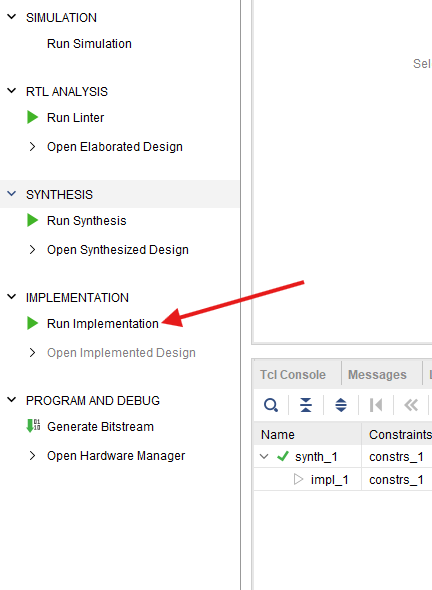 SIMULATION
Run Simulation
RTL ANALYSIS
Run Linter
Open Elaborated Design
SYNTHESIS
Run Synthesis
Open Synthesized Design
IMPLEMENTATION
Run Implementation
Open Implemented Design
PROGRAM AND DEBUG
Generate Bitstream
Open Hardware Manager
Sel
Tcl Console Messages
Name Constraints
synth_1 constrs_1
impl_1 constrs_1